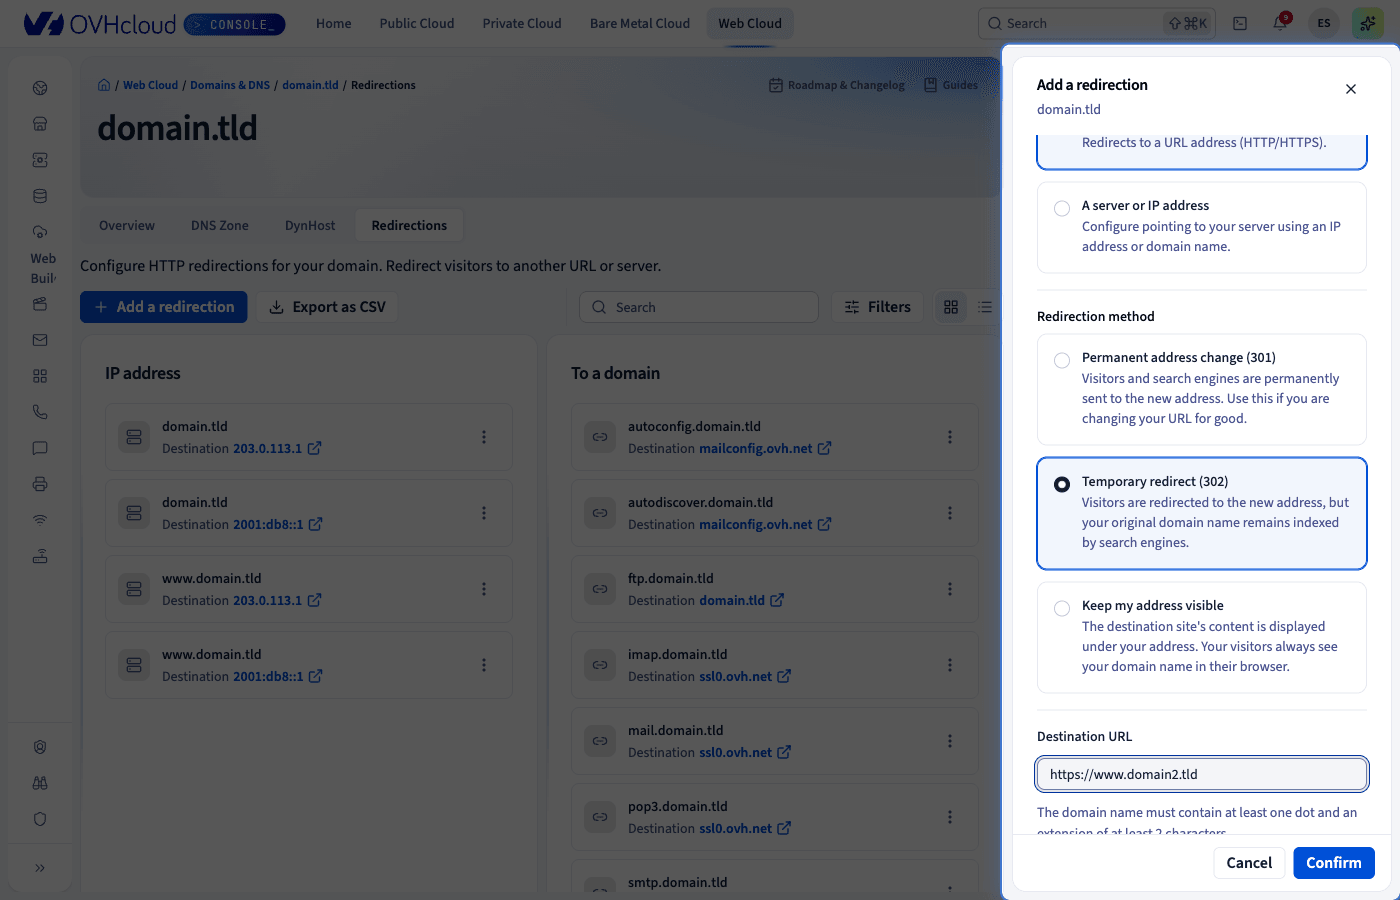 OVHcloud
> CONSOLE_
Home
Public Cloud
Private Cloud
Bare Metal Cloud
Web Cloud
Search
⇧⌘K
9
ES
/ Web Cloud / Domains & DNS / domain.tld / Redirections
Roadmap & Changelog
Guides
domain.tld
Web
Buil
Overview
DNS Zone
DynHost
Redirections
Configure HTTP redirections for your domain. Redirect visitors to another URL or server.
+ Add a redirection
Export as CSV
Search
Filters
IP address
domain.tld
Destination 203.0.113.1
domain.tld
Destination 2001:db8::1
www.domain.tld
Destination 203.0.113.1
www.domain.tld
Destination 2001:db8::1
To a domain
autoconfig.domain.tld
Destination mailconfig.ovh.net
autodiscover.domain.tld
Destination mailconfig.ovh.net
ftp.domain.tld
Destination domain.tld
imap.domain.tld
Destination ssl0.ovh.net
mail.domain.tld
Destination ssl0.ovh.net
pop3.domain.tld
Destination ssl0.ovh.net
smtp.domain.tld
Add a redirection
domain.tld
Redirects to a URL address (HTTP/HTTPS).
A server or IP address
Configure pointing to your server using an IP
address or domain name.
Redirection method
Permanent address change (301)
Visitors and search engines are permanently
sent to the new address. Use this if you are
changing your URL for good.
Temporary redirect (302)
Visitors are redirected to the new address, but
your original domain name remains indexed
by search engines.
Keep my address visible
The destination site's content is displayed
under your address. Your visitors always see
your domain name in their browser.
Destination URL
https://www.domain2.tld
The domain name must contain at least one dot and an
extension of at least 2 characters
Cancel
Confirm